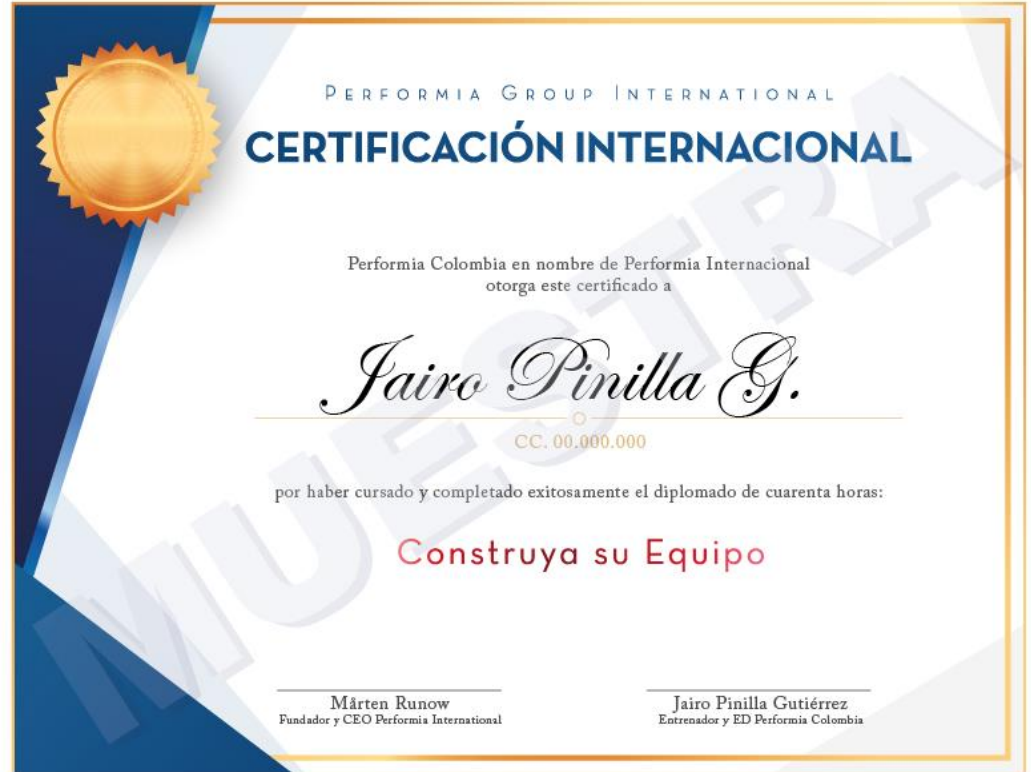 PERFORMIA GROUP INTERNATIONAL
CERTIFICACIÓN INTERNACIONAL
Performia Colombia en nombre de Performia Internacional
otorga este certificado a
Jairo Pinilla G.
CC. 00.000.000
por haber cursado y completado exitosamente el diplomado de cuarenta horas:
Construya su Equipo
Mårten Runow
Fundador y CEO Performia International
Jairo Pinilla Gutiérrez
Entrenador y ED Performia Colombia
MUESTRA